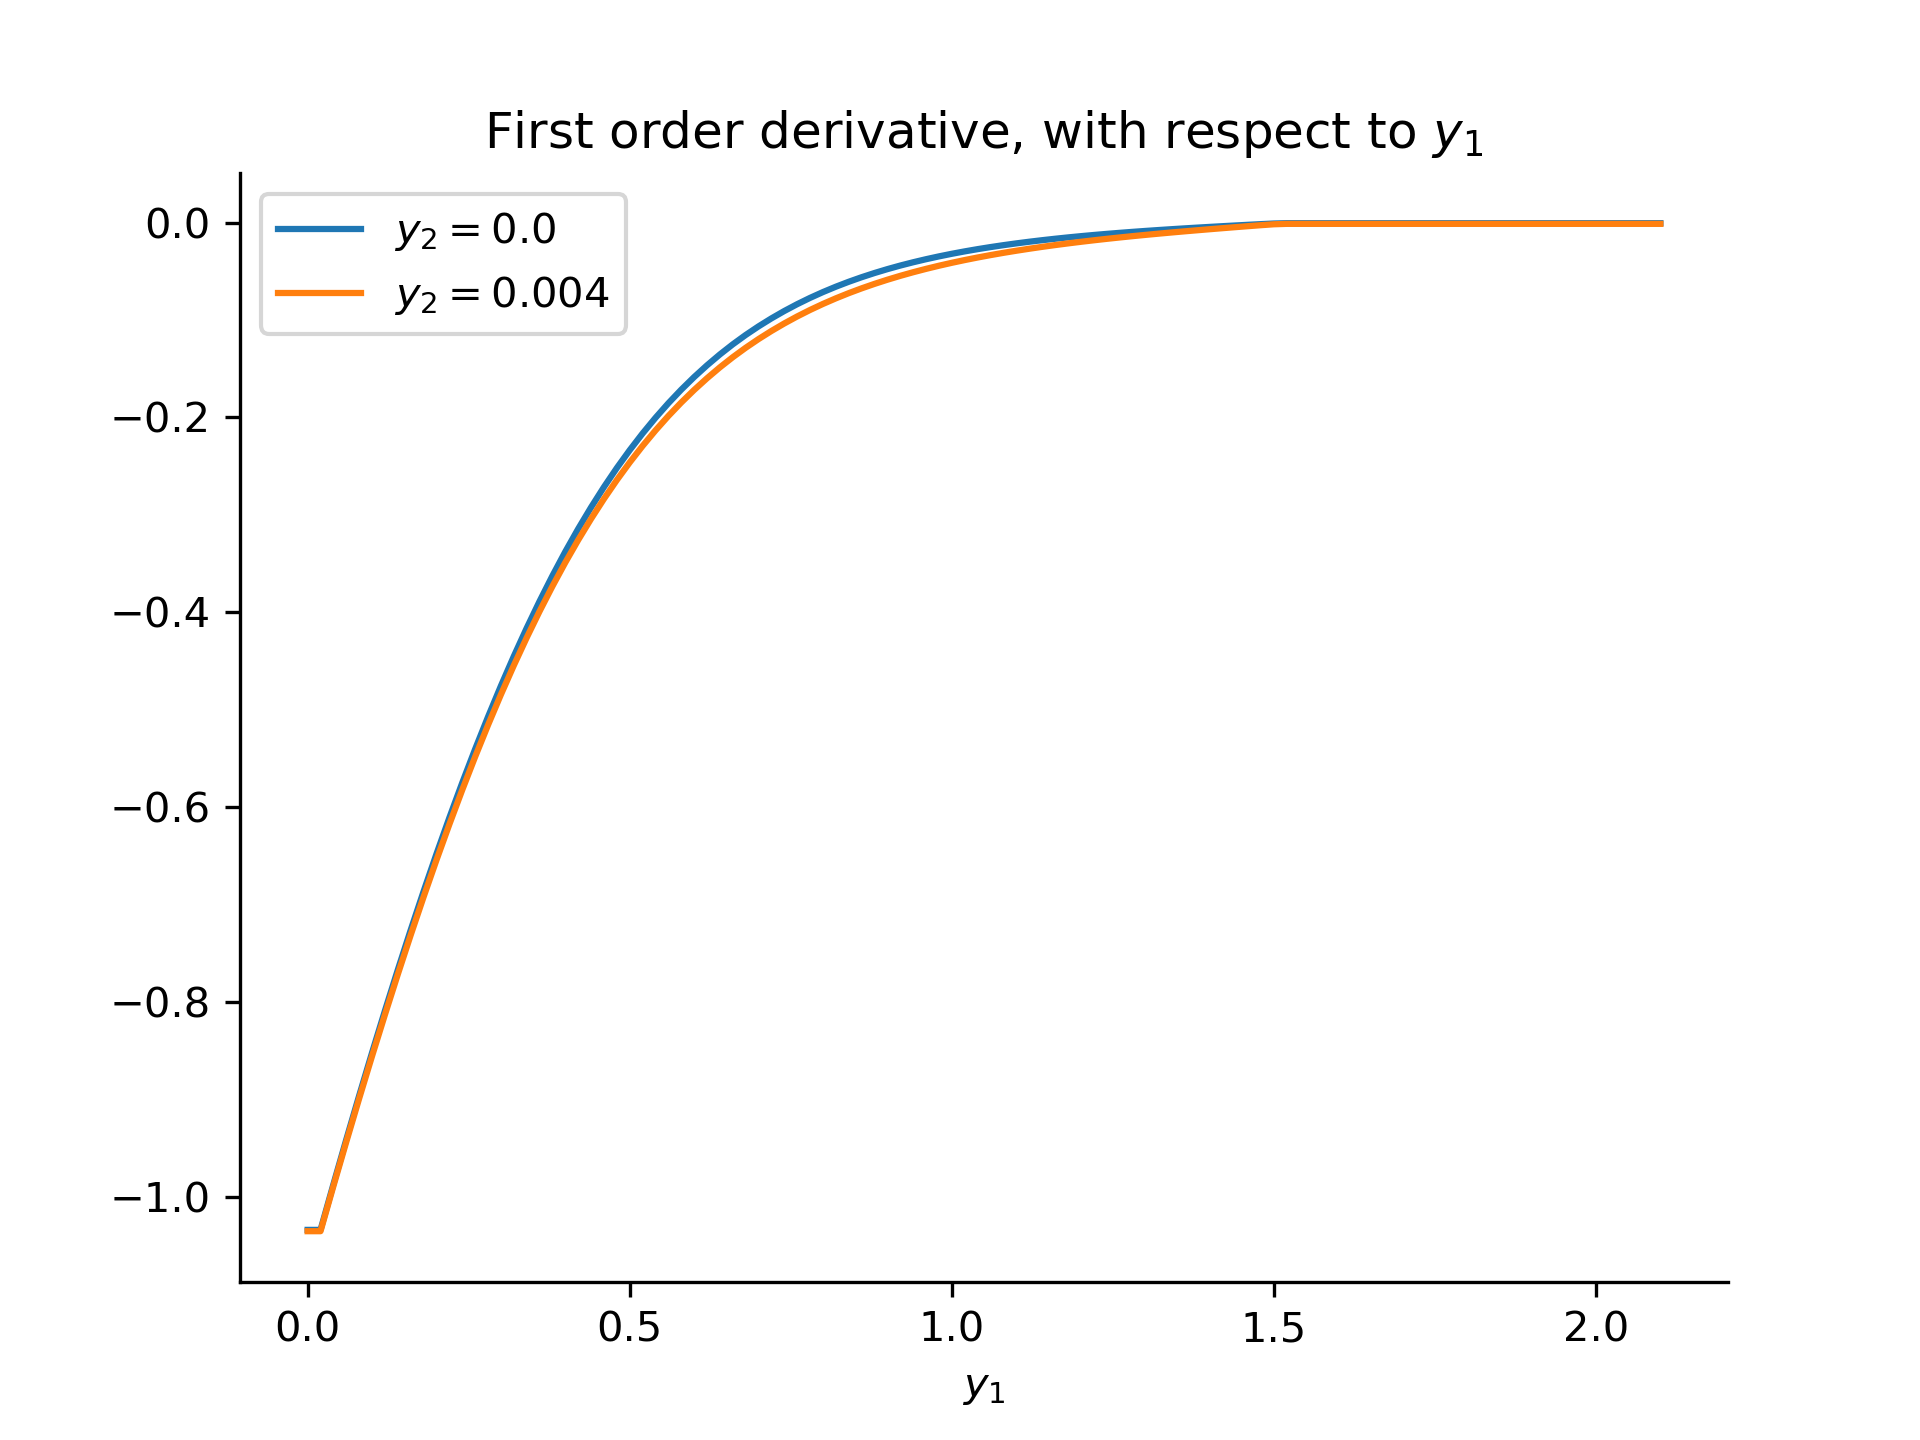 First order derivative, with respect to y₁
y₂ = 0.0
y₂ = 0.004
0.0
−0.2
−0.4
−0.6
−0.8
−1.0
0.0 0.5 1.0 1.5 2.0
y₁